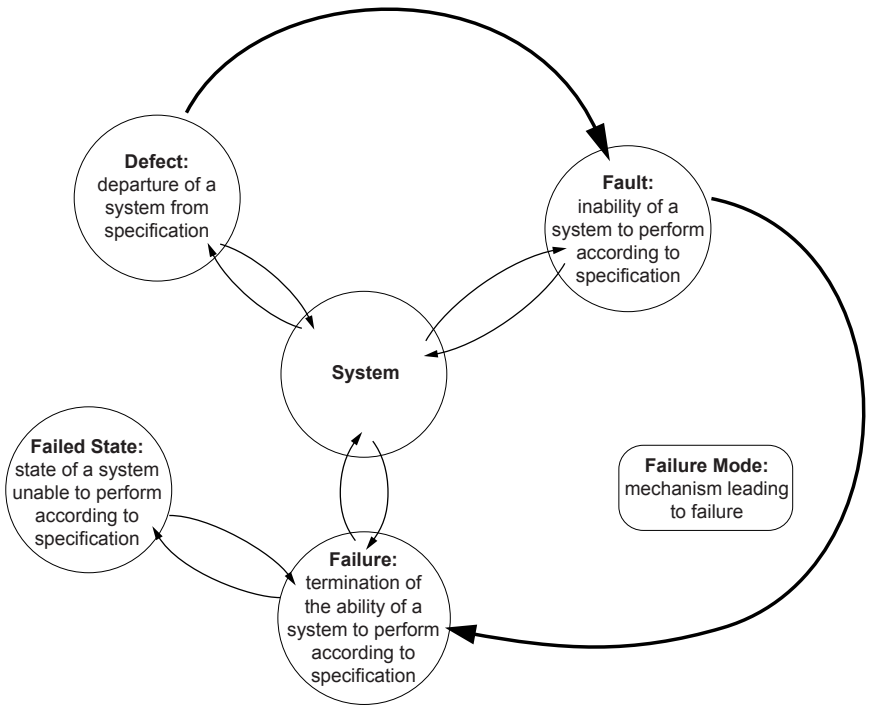 Defect:
departure of a
system from
specification
Fault:
inability of a
system to perform
according to
specification
System
Failed State:
state of a system
unable to perform
according to
specification
Failure Mode:
mechanism leading
to failure
Failure:
termination of
the ability of a
system to perform
according to
specification